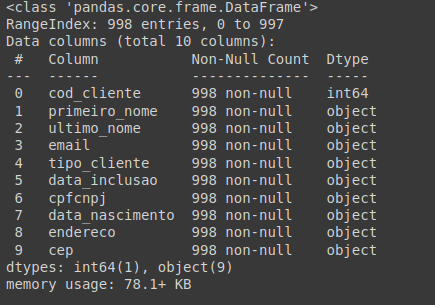 <class 'pandas.core.frame.DataFrame'>
RangeIndex: 998 entries, 0 to 997
Data columns (total 10 columns):
 #   Column           Non-Null Count  Dtype
---  ------           --------------  -----
 0   cod_cliente      998 non-null    int64
 1   primeiro_nome    998 non-null    object
 2   ultimo_nome      998 non-null    object
 3   email            998 non-null    object
 4   tipo_cliente     998 non-null    object
 5   data_inclusao    998 non-null    object
 6   cpfcnpj          998 non-null    object
 7   data_nascimento  998 non-null    object
 8   endereco         998 non-null    object
 9   cep              998 non-null    object
dtypes: int64(1), object(9)
memory usage: 78.1+ KB